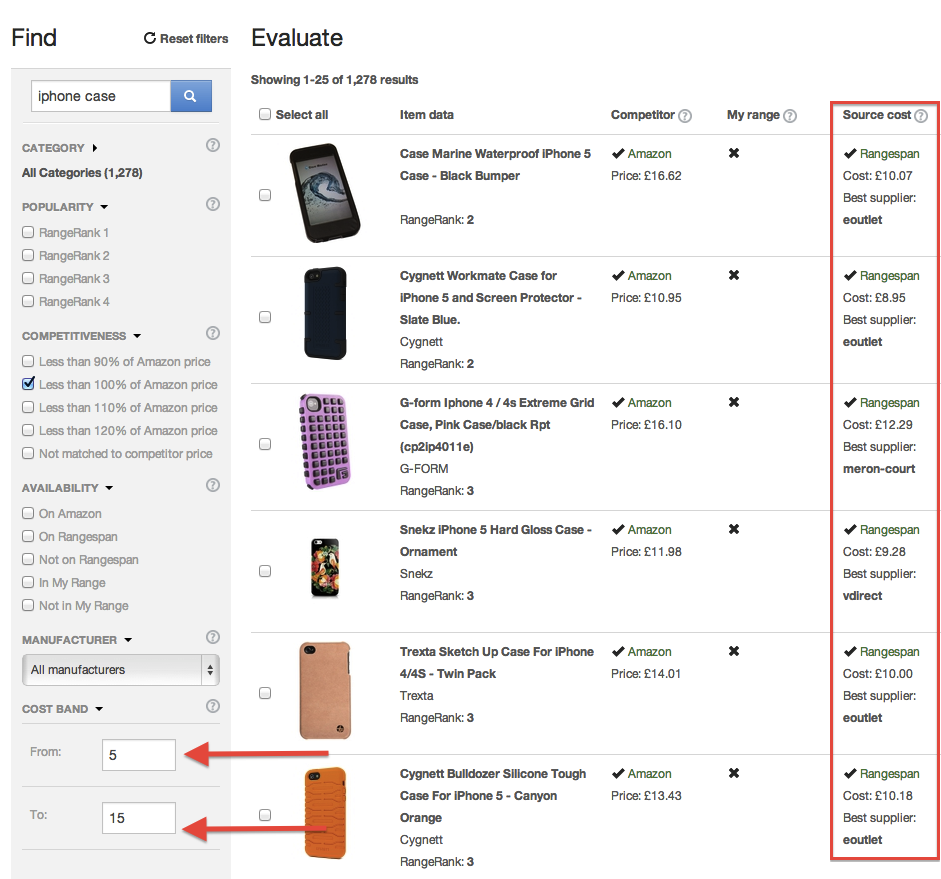 Find
Reset filters
iphone case
CATEGORY
?
All Categories (1,278)
POPULARITY
?
RangeRank 1
RangeRank 2
RangeRank 3
RangeRank 4
COMPETITIVENESS
?
Less than 90% of Amazon price
Less than 100% of Amazon price
Less than 110% of Amazon price
Less than 120% of Amazon price
Not matched to competitor price
AVAILABILITY
?
On Amazon
On Rangespan
Not on Rangespan
In My Range
Not In My Range
MANUFACTURER
?
All manufacturers
COST BAND
?
From:
5
To:
15
Evaluate
Showing 1-25 of 1,278 results
Select all
Item data
Competitor ?
My range ?
Source cost ?
Case Marine Waterproof iPhone 5
Case - Black Bumper
RangeRank: 2
Amazon
Price: £16.62
Rangespan
Cost: £10.07
Best supplier:
eoutlet
Cygnett Workmate Case for
iPhone 5 and Screen Protector -
Slate Blue.
Cygnett
RangeRank: 2
Amazon
Price: £10.95
Rangespan
Cost: £8.95
Best supplier:
eoutlet
G-form Iphone 4 / 4s Extreme Grid
Case, Pink Case/black Rpt
(cp2ip4011e)
G-FORM
RangeRank: 3
Amazon
Price: £16.10
Rangespan
Cost: £12.29
Best supplier:
meron-court
Snekz iPhone 5 Hard Gloss Case -
Ornament
Snekz
RangeRank: 3
Amazon
Price: £11.98
Rangespan
Cost: £9.28
Best supplier:
vdirect
Trexta Sketch Up Case For iPhone
4/4S - Twin Pack
Trexta
RangeRank: 3
Amazon
Price: £14.01
Rangespan
Cost: £10.00
Best supplier:
eoutlet
Cygnett Bulldozer Silicone Tough
Case For iPhone 5 - Canyon
Orange
Cygnett
RangeRank: 3
Amazon
Price: £13.43
Rangespan
Cost: £10.18
Best supplier:
eoutlet